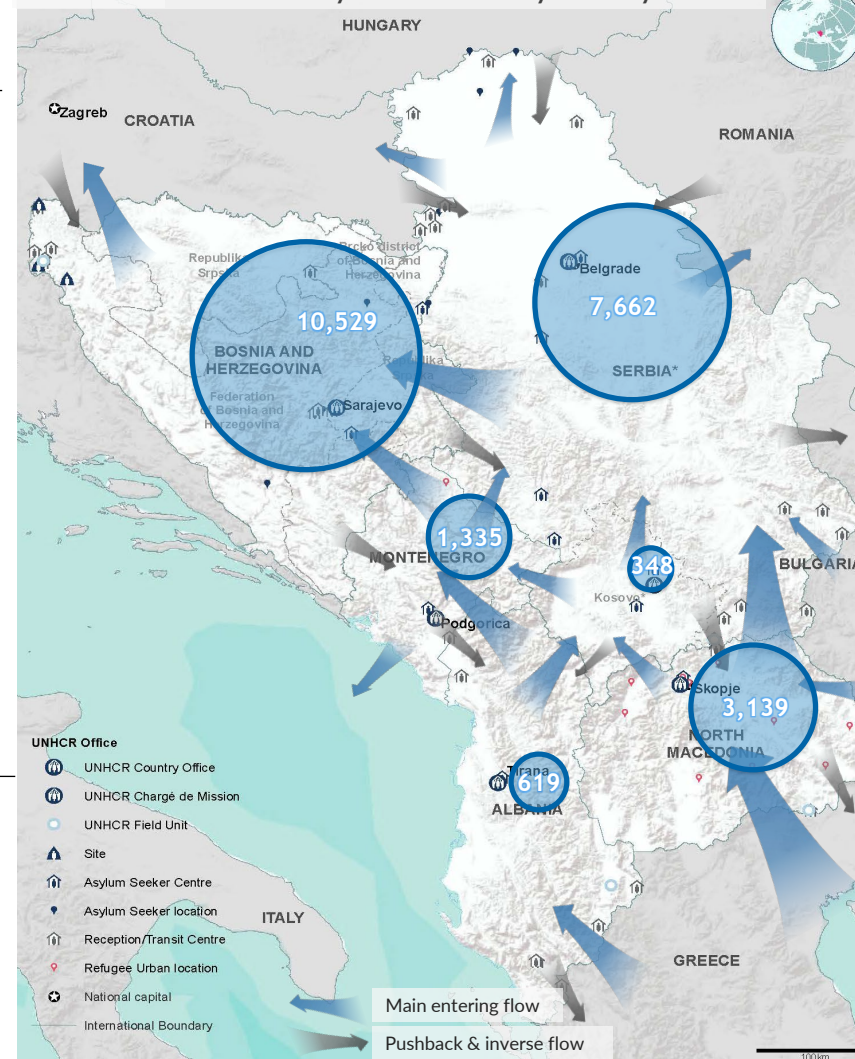 HUNGARY
Zagreb
CROATIA
ROMANIA
Republika
Srpska
Brcko district
of Bosnia and
Herzegovina
Belgrade
10,529
7,662
BOSNIA AND
HERZEGOVINA
Republika
SERBIA*
Federation
of Bosnia and
Herzegovina
Sarajevo
1,335
MONTENEGRO
348
BULGARIA
Kosovo*
Podgorica
Skopje
3,139
NORTH
MACEDONIA
Tirana
619
ALBANIA
UNHCR Office
UNHCR Country Office
UNHCR Chargé de Mission
UNHCR Field Unit
Site
Asylum Seeker Centre
Asylum Seeker location
Reception/Transit Centre
Refugee Urban location
National capital
International Boundary
ITALY
GREECE
Main entering flow
Pushback & inverse flow
100km